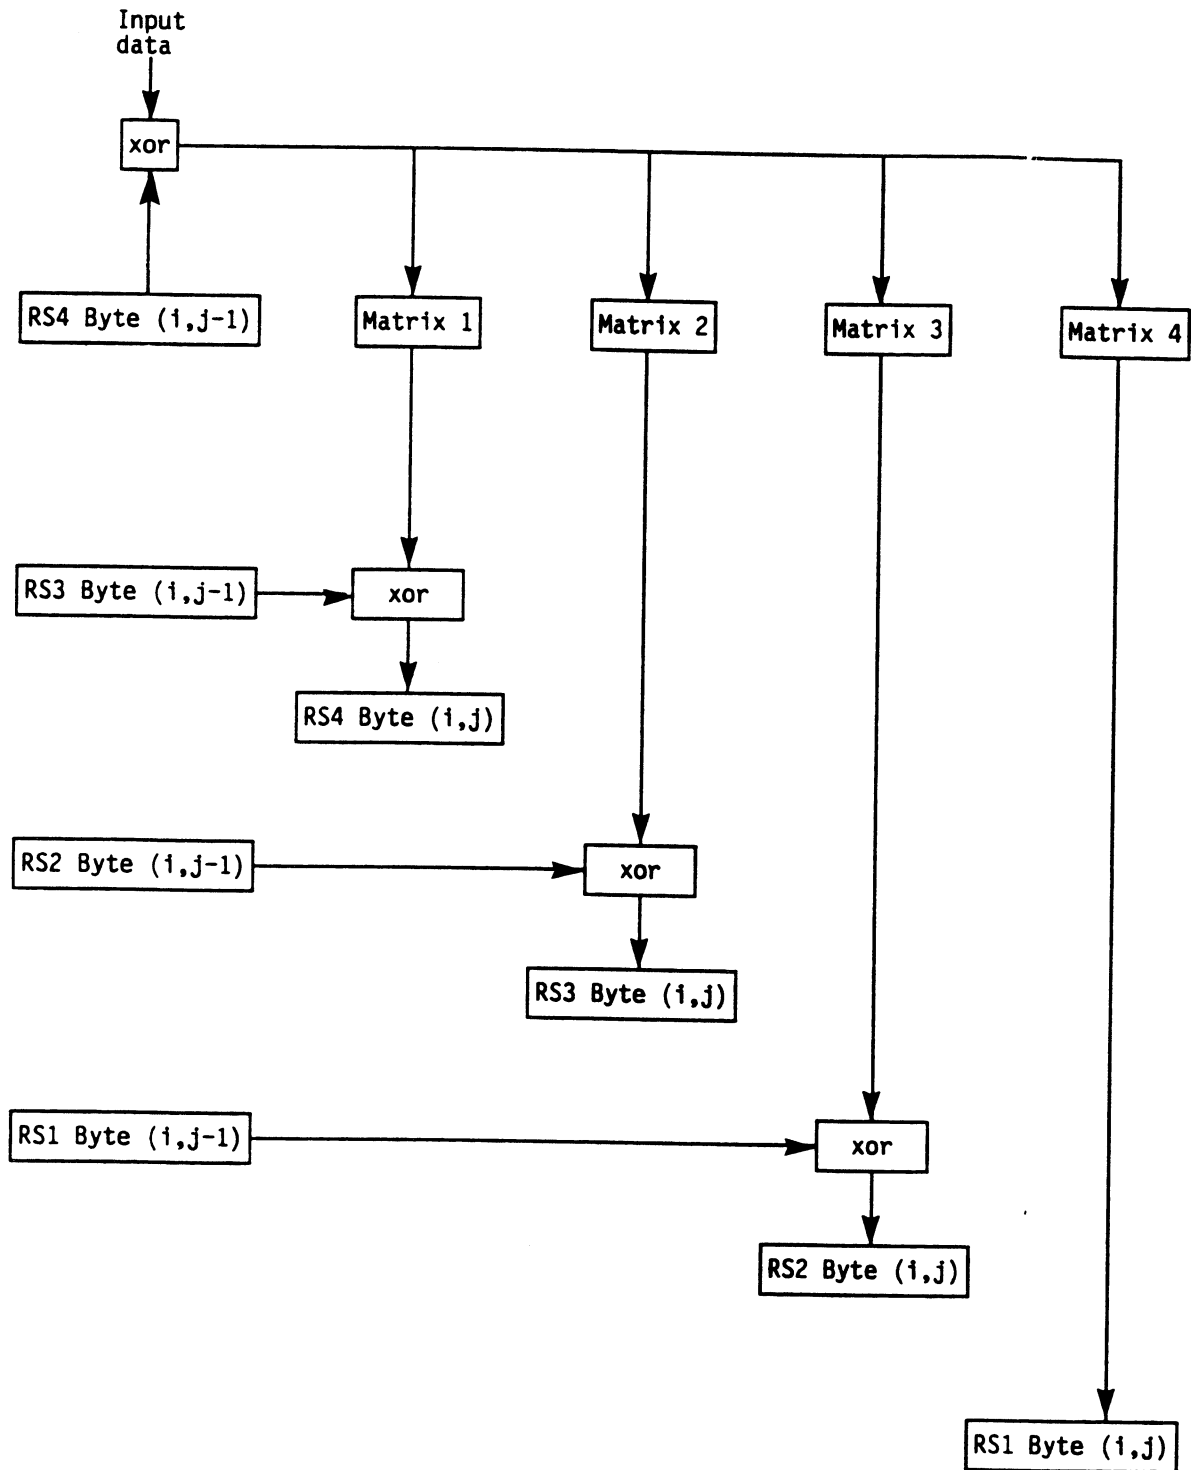 Input
data
xor
RS4 Byte (i,j-1)
Matrix 1
Matrix 2
Matrix 3
Matrix 4
RS3 Byte (i,j-1)
xor
RS4 Byte (i,j)
RS2 Byte (i,j-1)
xor
RS3 Byte (i,j)
RS1 Byte (i,j-1)
xor
RS2 Byte (i,j)
RS1 Byte (i,j)